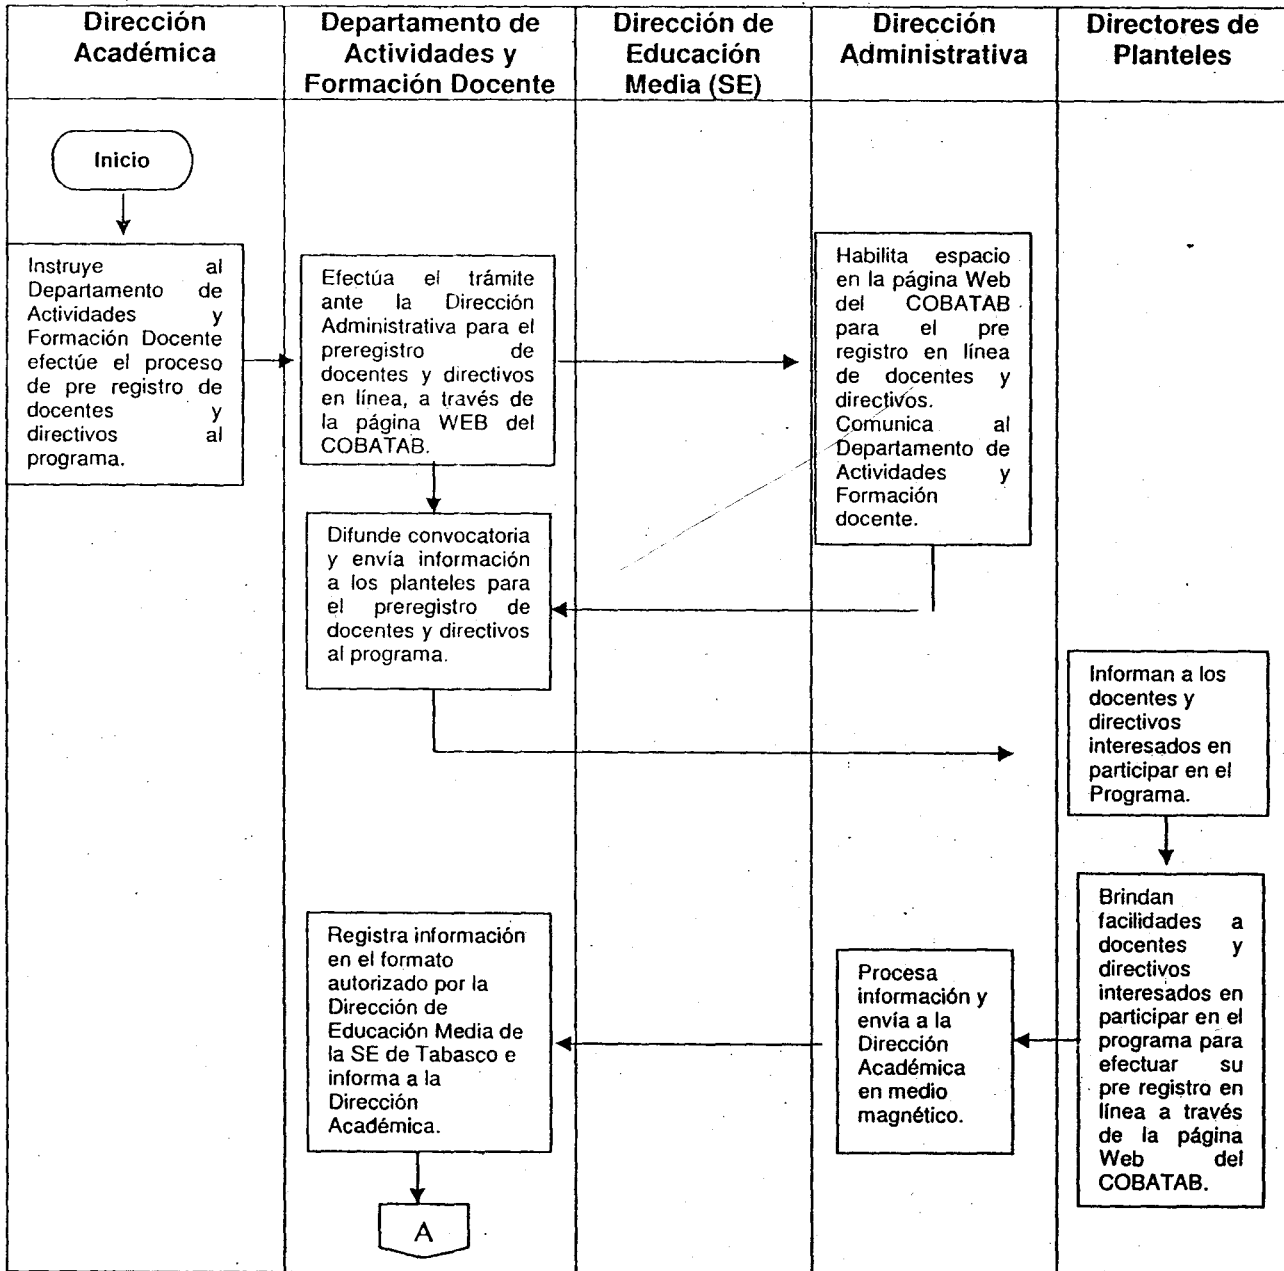 Dirección
Académica
Departamento de
Actividades y
Formación Docente
Dirección de
Educación
Media (SE)
Dirección
Administrativa
Directores de
Planteles
Inicio
Instruye al
Departamento de
Actividades y
Formación Docente
efectúe el proceso
de pre registro de
docentes y
directivos al
programa.
Efectúa el trámite
ante la Dirección
Administrativa para el
preregistro de
docentes y directivos
en línea, a través de
la página WEB del
COBATAB.
Habilita espacio
en la página Web
del COBATAB
para el pre
registro en línea
de docentes y
directivos.
Comunica al
Departamento de
Actividades y
Formación
docente.
Difunde convocatoria
y envía información
a los planteles para
el preregistro de
docentes y directivos
al programa.
Informan a los
docentes y
directivos
interesados en
participar en el
Programa.
Brindan
facilidades a
docentes y
directivos
interesados en
participar en el
programa para
efectuar su
pre registro en
línea a través
de la página
Web del
COBATAB.
Procesa
información y
envía a la
Dirección
Académica
en medio
magnético.
Registra información
en el formato
autorizado por la
Dirección de
Educación Media de
la SE de Tabasco e
informa a la
Dirección
Académica.
A